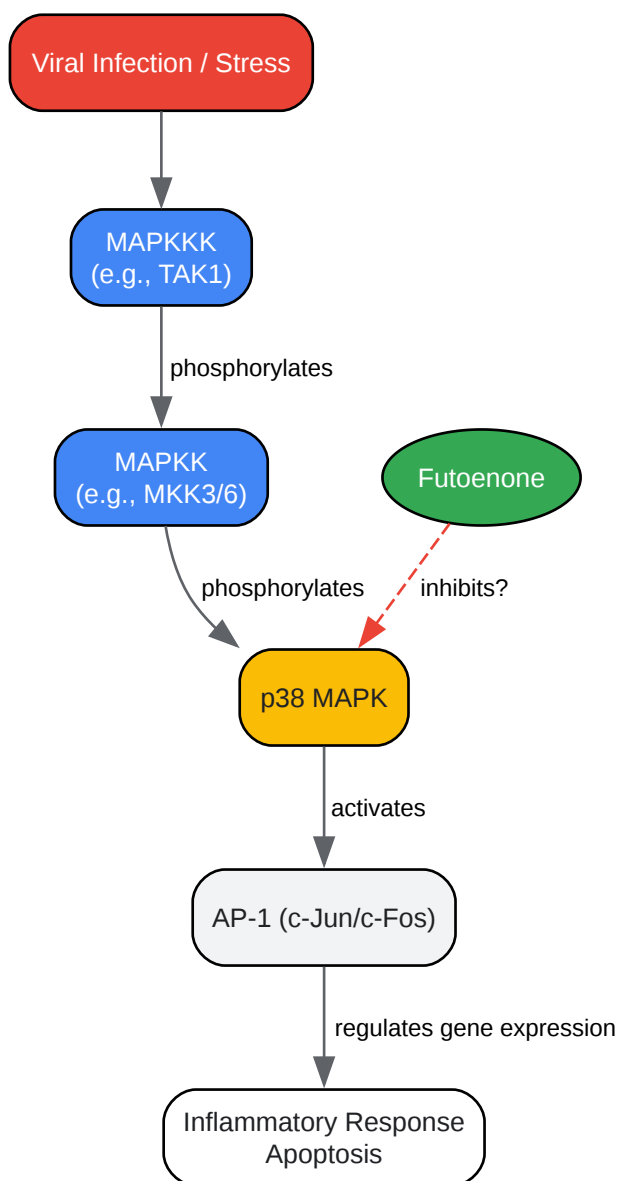 Viral Infection / Stress
MAPKKK
(e.g., TAK1)
phosphorylates
MAPKK
(e.g., MKK3/6)
Futoenone
phosphorylates
inhibits?
p38 MAPK
activates
AP-1 (c-Jun/c-Fos)
regulates gene expression
Inflammatory Response
Apoptosis